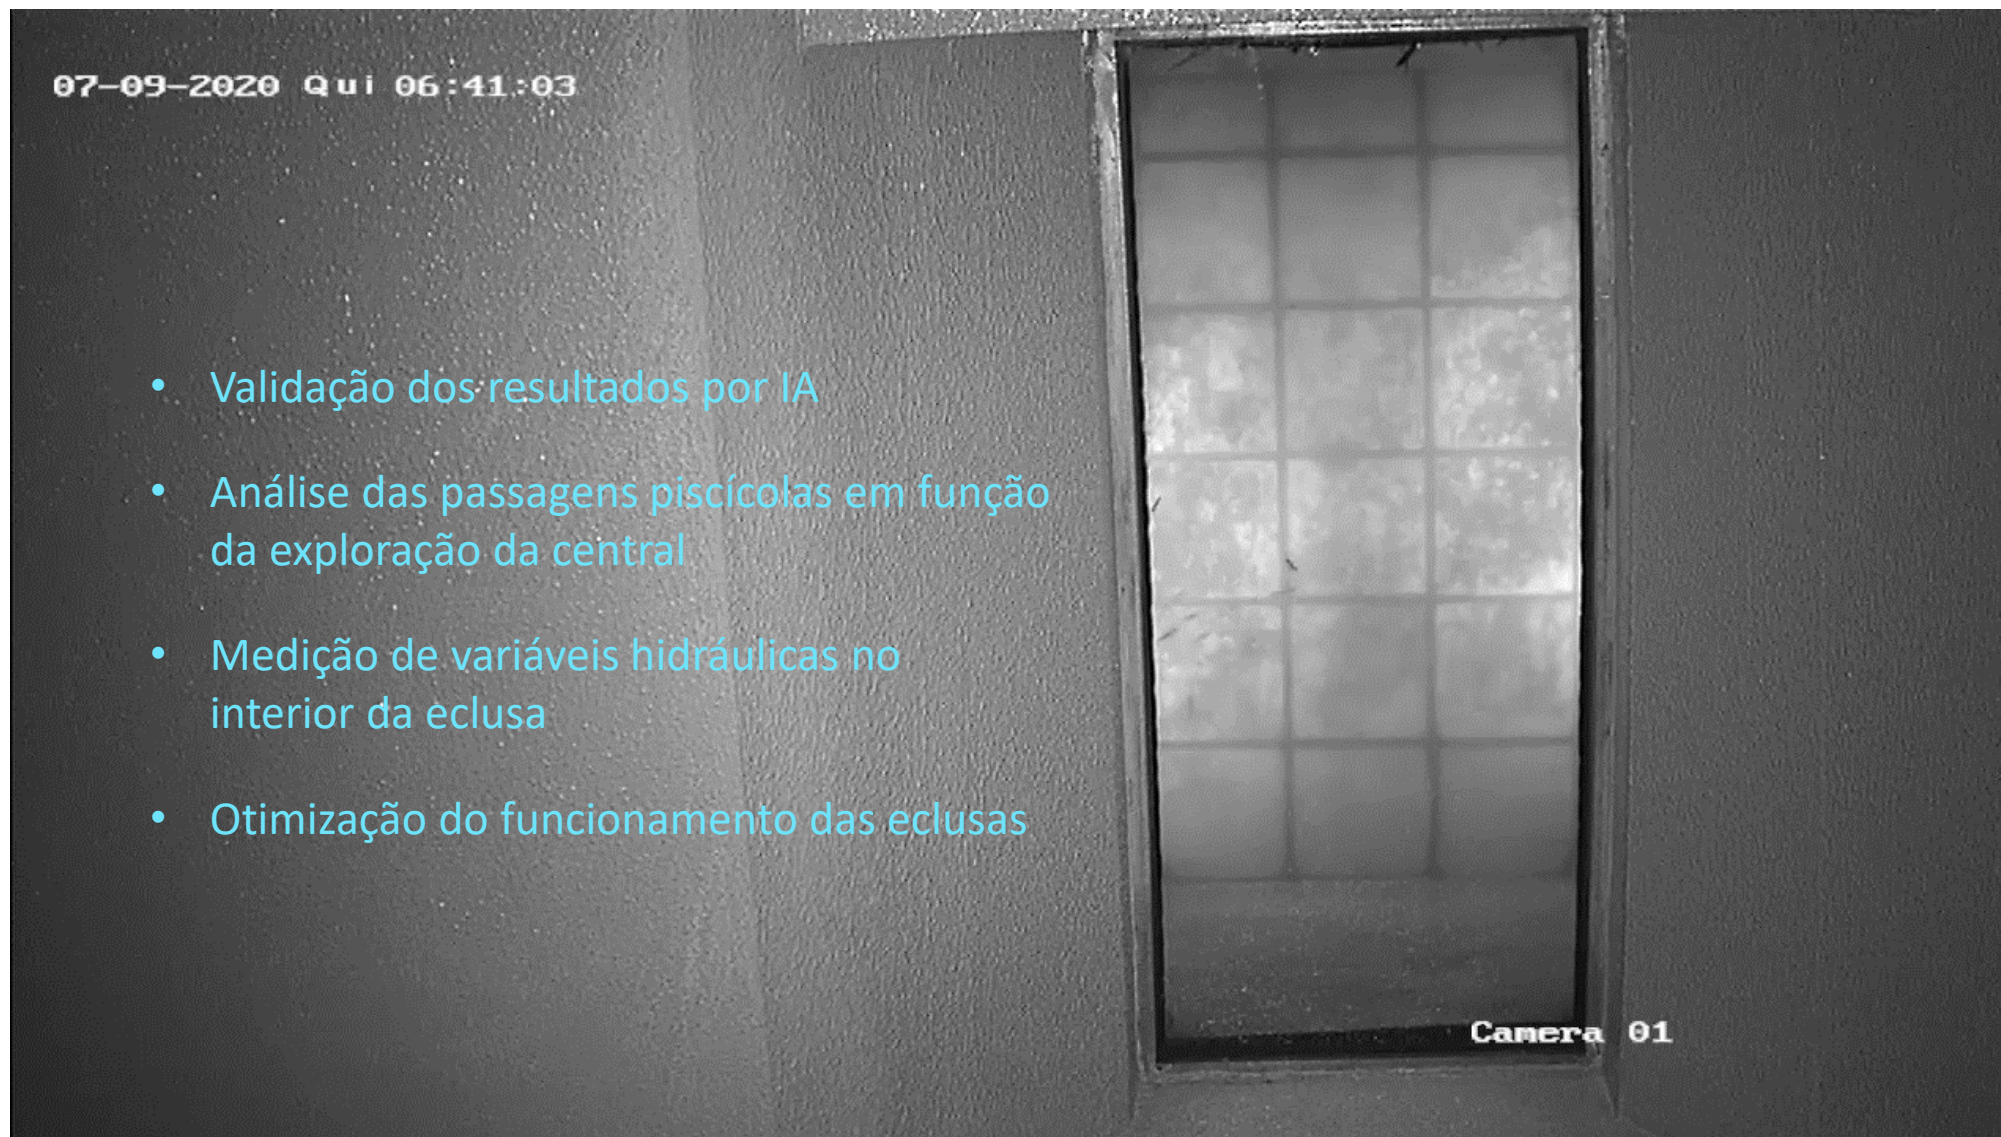 07-09-2020 Qui 06:41:03
• Validação dos resultados por IA
• Análise das passagens piscícolas em função
da exploração da central
• Medição de variáveis hidráulicas no
interior da eclusa
• Otimização do funcionamento das eclusas
Camera 01